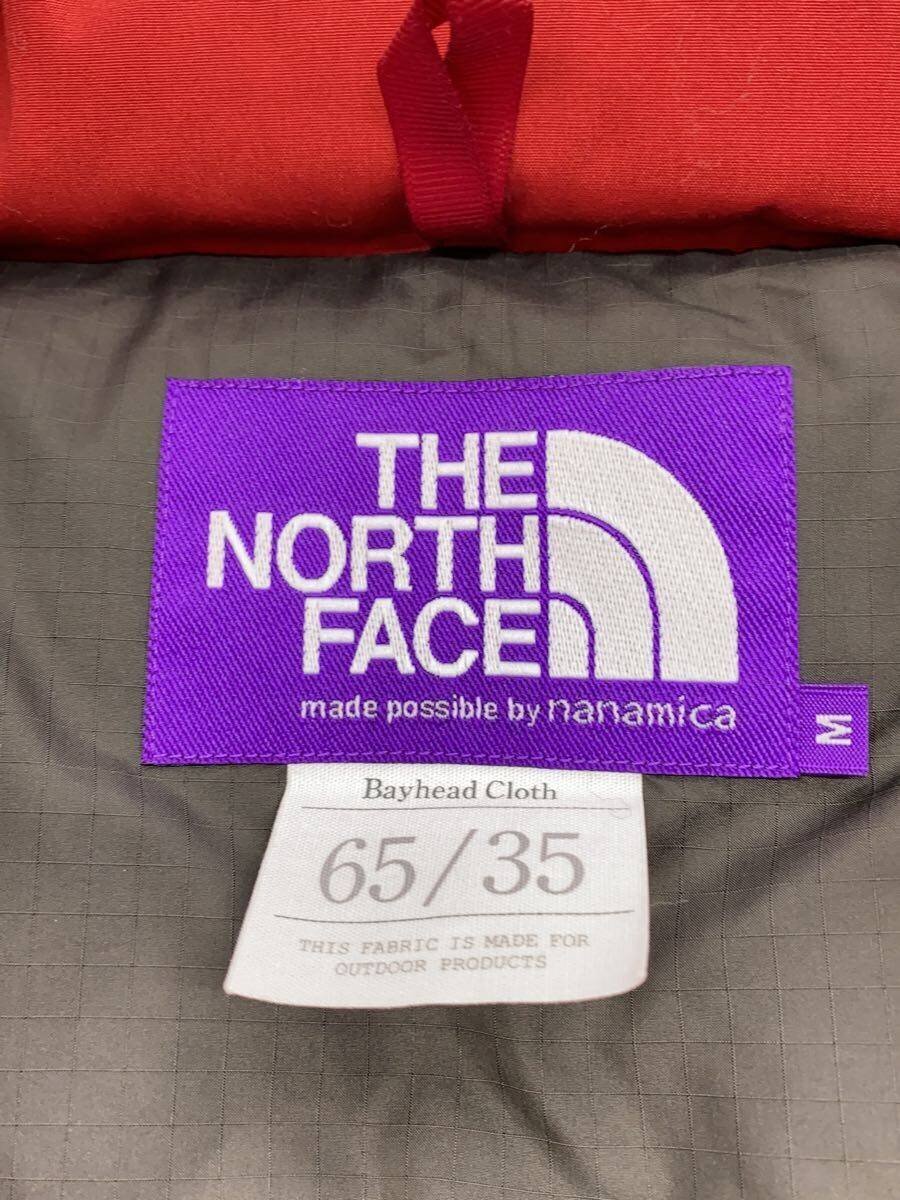 THE
NORTH
FACE
made possible by nanamica
M
Bayhead Cloth
65/35
THIS FABRIC IS MADE FOR
OUTDOOR PRODUCTS